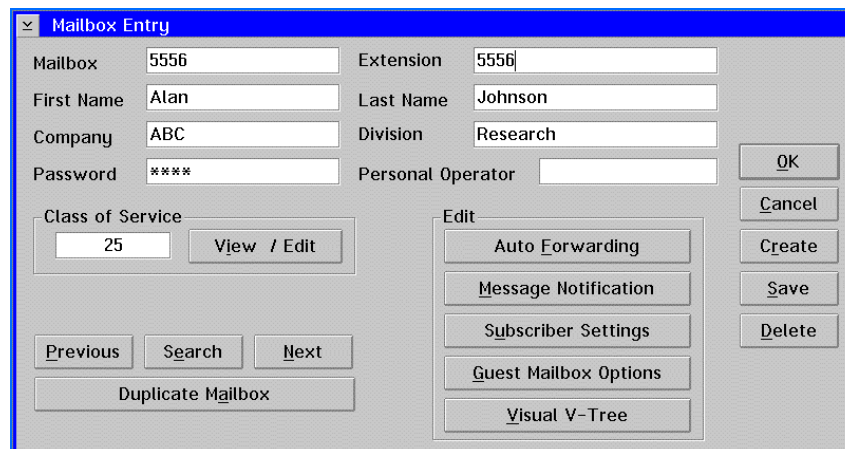 Mailbox Entry
Mailbox 5556 Extension 5556
First Name Alan Last Name Johnson
Company ABC Division Research
Password **** Personal Operator
OK
Cancel
Create
Save
Delete
Class of Service
25 View / Edit
Edit
Auto Forwarding
Message Notification
Subscriber Settings
Guest Mailbox Options
Visual V-Tree
Previous Search Next
Duplicate Mailbox